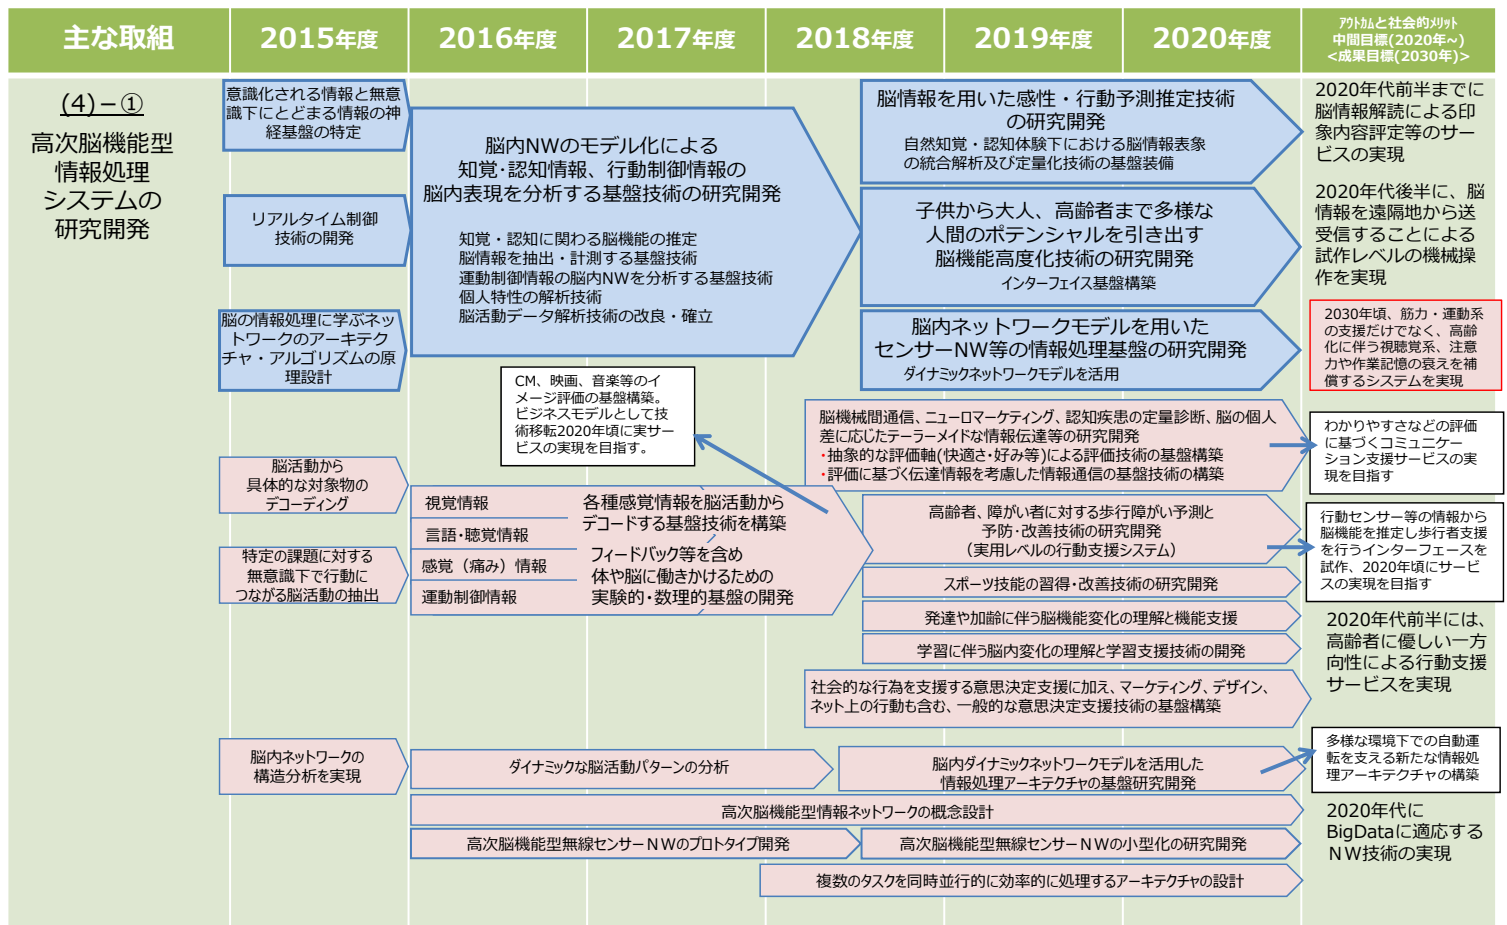 主な取組
2015年度
2016年度
2017年度
2018年度
2019年度
2020年度
アウトカムと社会的メリット
中間目標(2020年~)
<成果目標(2030年)>
(4)－①
高次脳機能型
情報処理
システムの
研究開発
意識化される情報と無意
識下にとどまる情報の神
経基盤の特定
リアルタイム制御
技術の開発
脳の情報処理に学ぶネッ
トワークのアーキテク
チャ・アルゴリズムの原
理設計
脳内NWのモデル化による
知覚･認知情報、行動制御情報の
脳内表現を分析する基盤技術の研究開発
知覚・認知に関わる脳機能の推定
脳情報を抽出・計測する基盤技術
運動制御情報の脳内NWを分析する基盤技術
個人特性の解析技術
脳活動データ解析技術の改良・確立
脳情報を用いた感性・行動予測推定技術
の研究開発
自然知覚・認知体験下における脳情報表象
の統合解析及び定量化技術の基盤装備
子供から大人、高齢者まで多様な
人間のポテンシャルを引き出す
脳機能高度化技術の研究開発
インターフェイス基盤構築
脳内ネットワークモデルを用いた
センサーNW等の情報処理基盤の研究開発
ダイナミックネットワークモデルを活用
2020年代前半までに
脳情報解読による印
象内容評定等のサー
ビスの実現
2020年代後半に、脳
情報を遠隔地から送
受信することによる
試作レベルの機械操
作を実現
2030年頃、筋力・運動系
の支援だけでなく、高齢
化に伴う視聴覚系、注意
力や作業記憶の衰えを補
償するシステムを実現
CM、映画、音楽等のイ
メージ評価の基盤構築。
ビジネスモデルとして技
術移転2020年頃に実サー
ビスの実現を目指す。
脳機械間通信、ニューロマーケティング、認知疾患の定量診断、脳の個人
差に応じたテーラーメイドな情報伝達等の研究開発
・抽象的な評価軸(快適さ・好み等)による評価技術の基盤構築
・評価に基づく伝達情報を考慮した情報通信の基盤技術の構築
わかりやすさなどの評価
に基づくコミュニケー
ション支援サービスの実
現を目指す
脳活動から
具体的な対象物の
デコーディング
特定の課題に対する
無意識下で行動に
つながる脳活動の抽出
視覚情報
言語･聴覚情報
感覚（痛み）情報
運動制御情報
各種感覚情報を脳活動から
デコードする基盤技術を構築
フィードバック等を含め
体や脳に働きかけるための
実験的･数理的基盤の開発
高齢者、障がい者に対する歩行障がい予測と
予防･改善技術の研究開発
（実用レベルの行動支援システム）
行動センサー等の情報から
脳機能を推定し歩行者支援
を行うインターフェースを
試作、2020年頃にサービ
スの実現を目指す
スポーツ技能の習得･改善技術の研究開発
発達や加齢に伴う脳機能変化の理解と機能支援
学習に伴う脳内変化の理解と学習支援技術の開発
2020年代前半には、
高齢者に優しい一方
向性による行動支援
サービスを実現
社会的な行為を支援する意思決定支援に加え、マーケティング、デザイン、
ネット上の行動も含む、一般的な意思決定支援技術の基盤構築
脳内ネットワークの
構造分析を実現
ダイナミックな脳活動パターンの分析
脳内ダイナミックネットワークモデルを活用した
情報処理アーキテクチャの基盤研究開発
多様な環境下での自動運
転を支える新たな情報処
理アーキテクチャの構築
高次脳機能型情報ネットワークの概念設計
高次脳機能型無線センサーＮＷのプロトタイプ開発
高次脳機能型無線センサーＮＷの小型化の研究開発
複数のタスクを同時並行的に効率的に処理するアーキテクチャの設計
2020年代に
BigDataに適応する
ＮＷ技術の実現